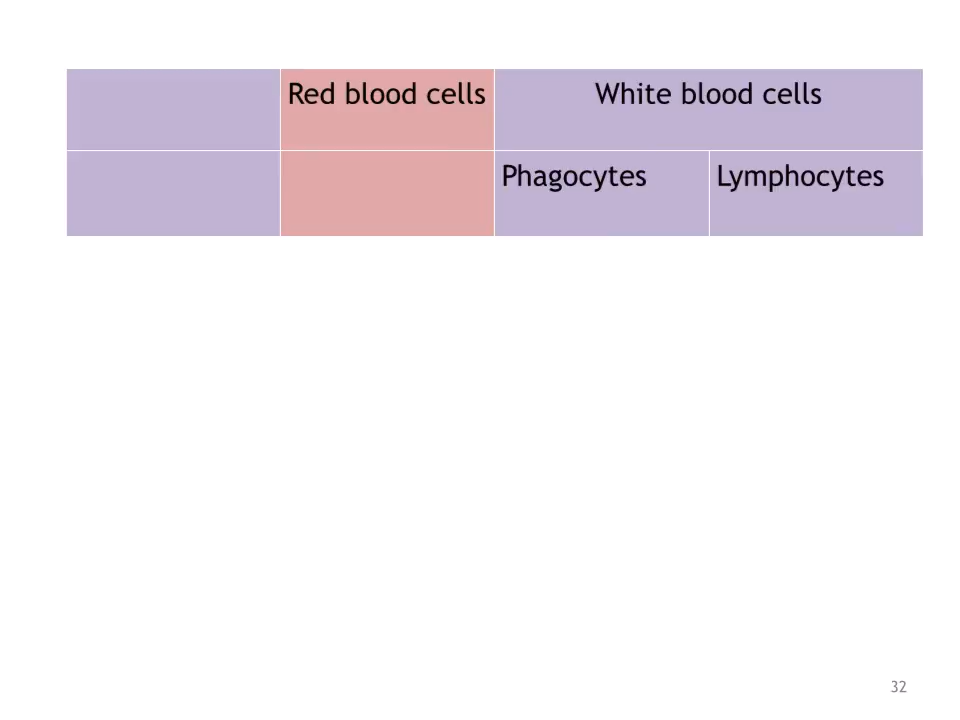 Red blood cells
White blood cells
Phagocytes
Lymphocytes
32